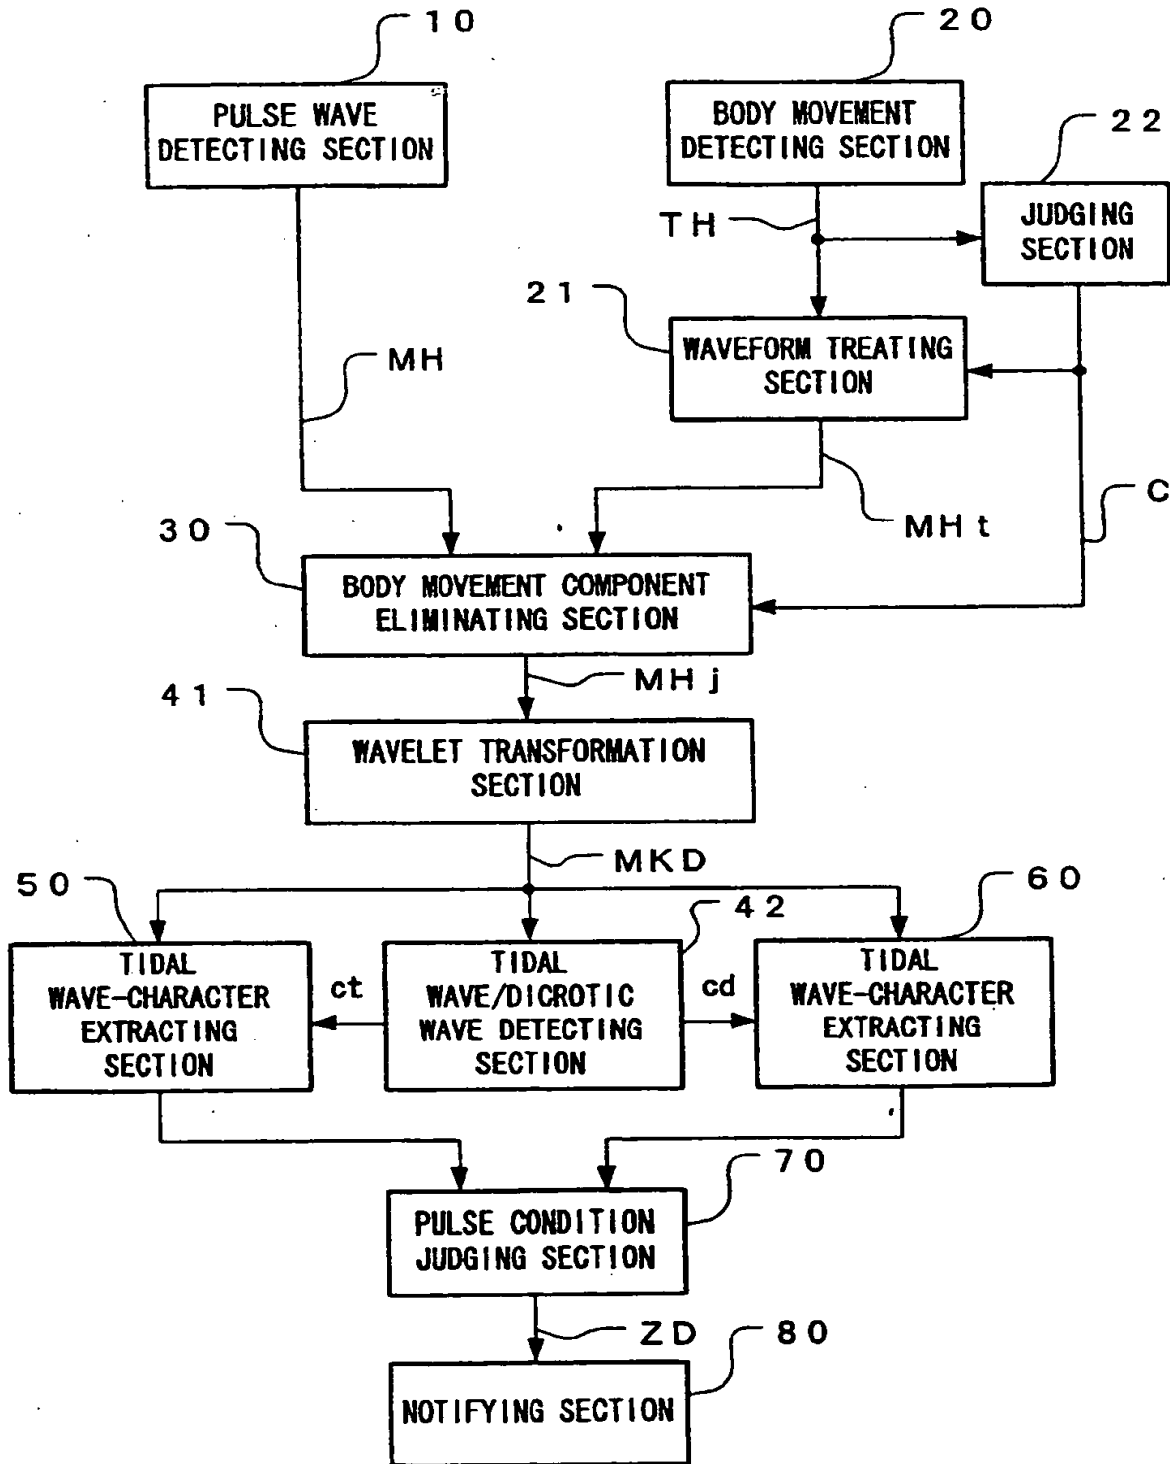 10
20
PULSE WAVE
DETECTING SECTION
BODY MOVEMENT
DETECTING SECTION
22
TH
JUDGING
SECTION
21
WAVEFORM TREATING
SECTION
MH
C
MHt
30
BODY MOVEMENT COMPONENT
ELIMINATING SECTION
MHj
41
WAVELET TRANSFORMATION
SECTION
MKD
50
42
60
TIDAL
WAVE-CHARACTER
EXTRACTING
SECTION
ct
TIDAL
WAVE/DICROTIC
WAVE DETECTING
SECTION
cd
TIDAL
WAVE-CHARACTER
EXTRACTING
SECTION
70
PULSE CONDITION
JUDGING SECTION
ZD
80
NOTIFYING SECTION